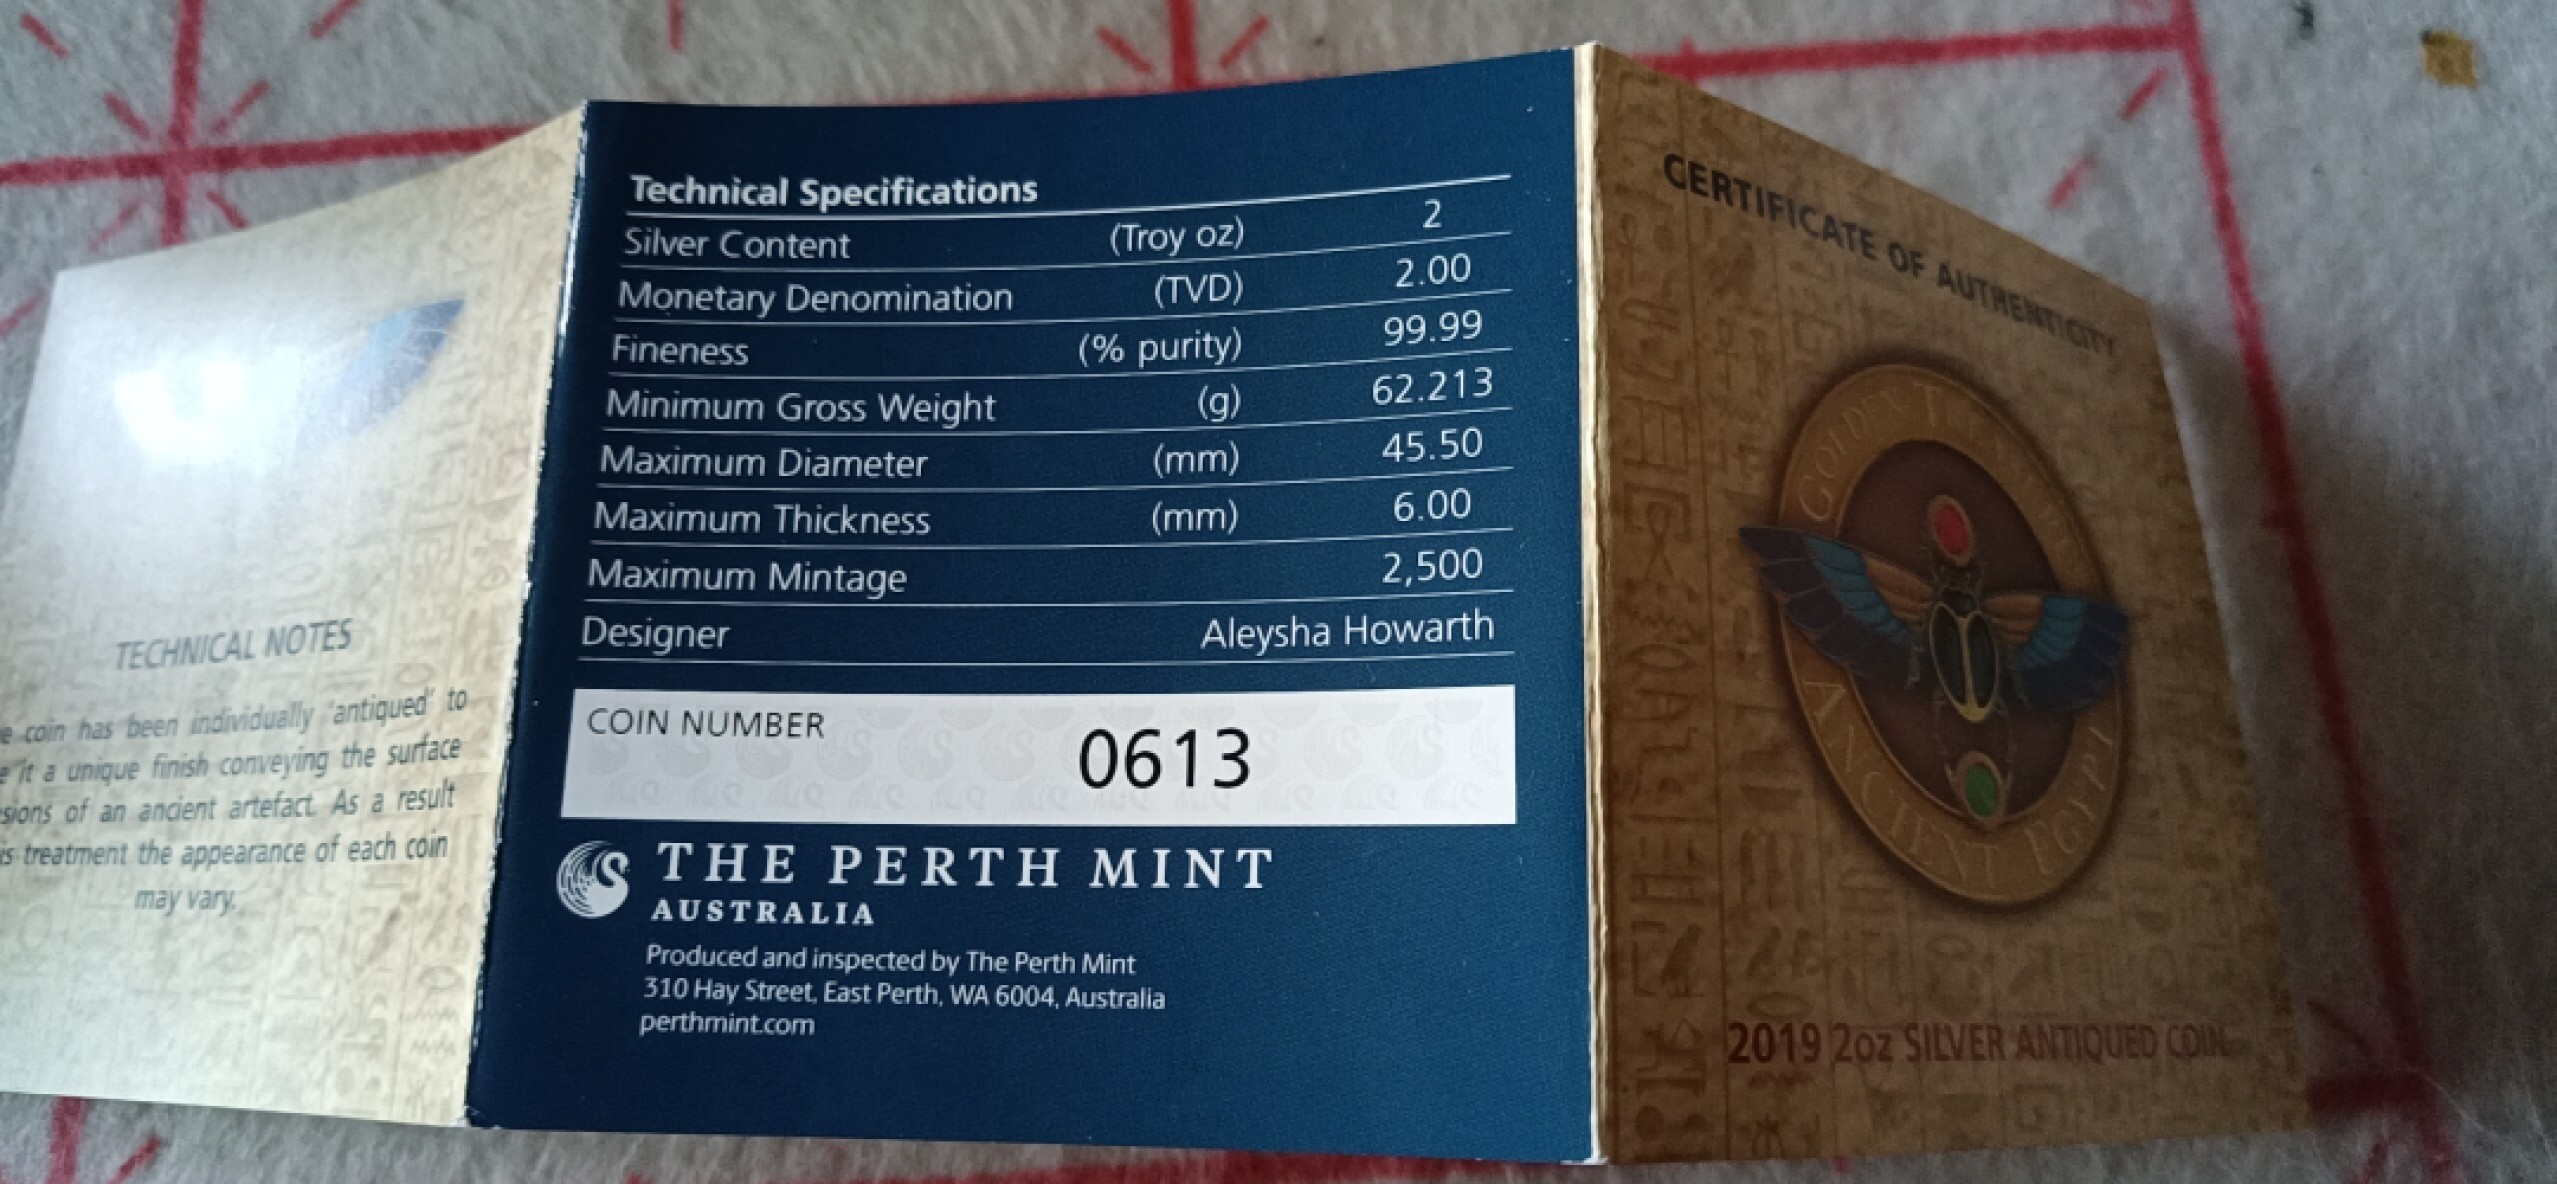 TECHNICAL NOTES
e coin has been individually 'antiqued' to
e it a unique finish conveying the surface
sions of an ancient artefact. As a result
is treatment the appearance of each coin
may vary.
Technical Specifications
Silver Content (Troy oz) 2
Monetary Denomination (TVD) 2.00
Fineness (% purity) 99.99
Minimum Gross Weight (g) 62.213
Maximum Diameter (mm) 45.50
Maximum Thickness (mm) 6.00
Maximum Mintage 2,500
Designer Aleysha Howarth
COIN NUMBER 0613
THE PERTH MINT
AUSTRALIA
Produced and inspected by The Perth Mint
310 Hay Street, East Perth, WA 6004, Australia
perthmint.com
CERTIFICATE OF AUTHENTICITY
GOLDEN
ANCIENT EGYPT
2019 2oz SILVER ANTIQUED COIN